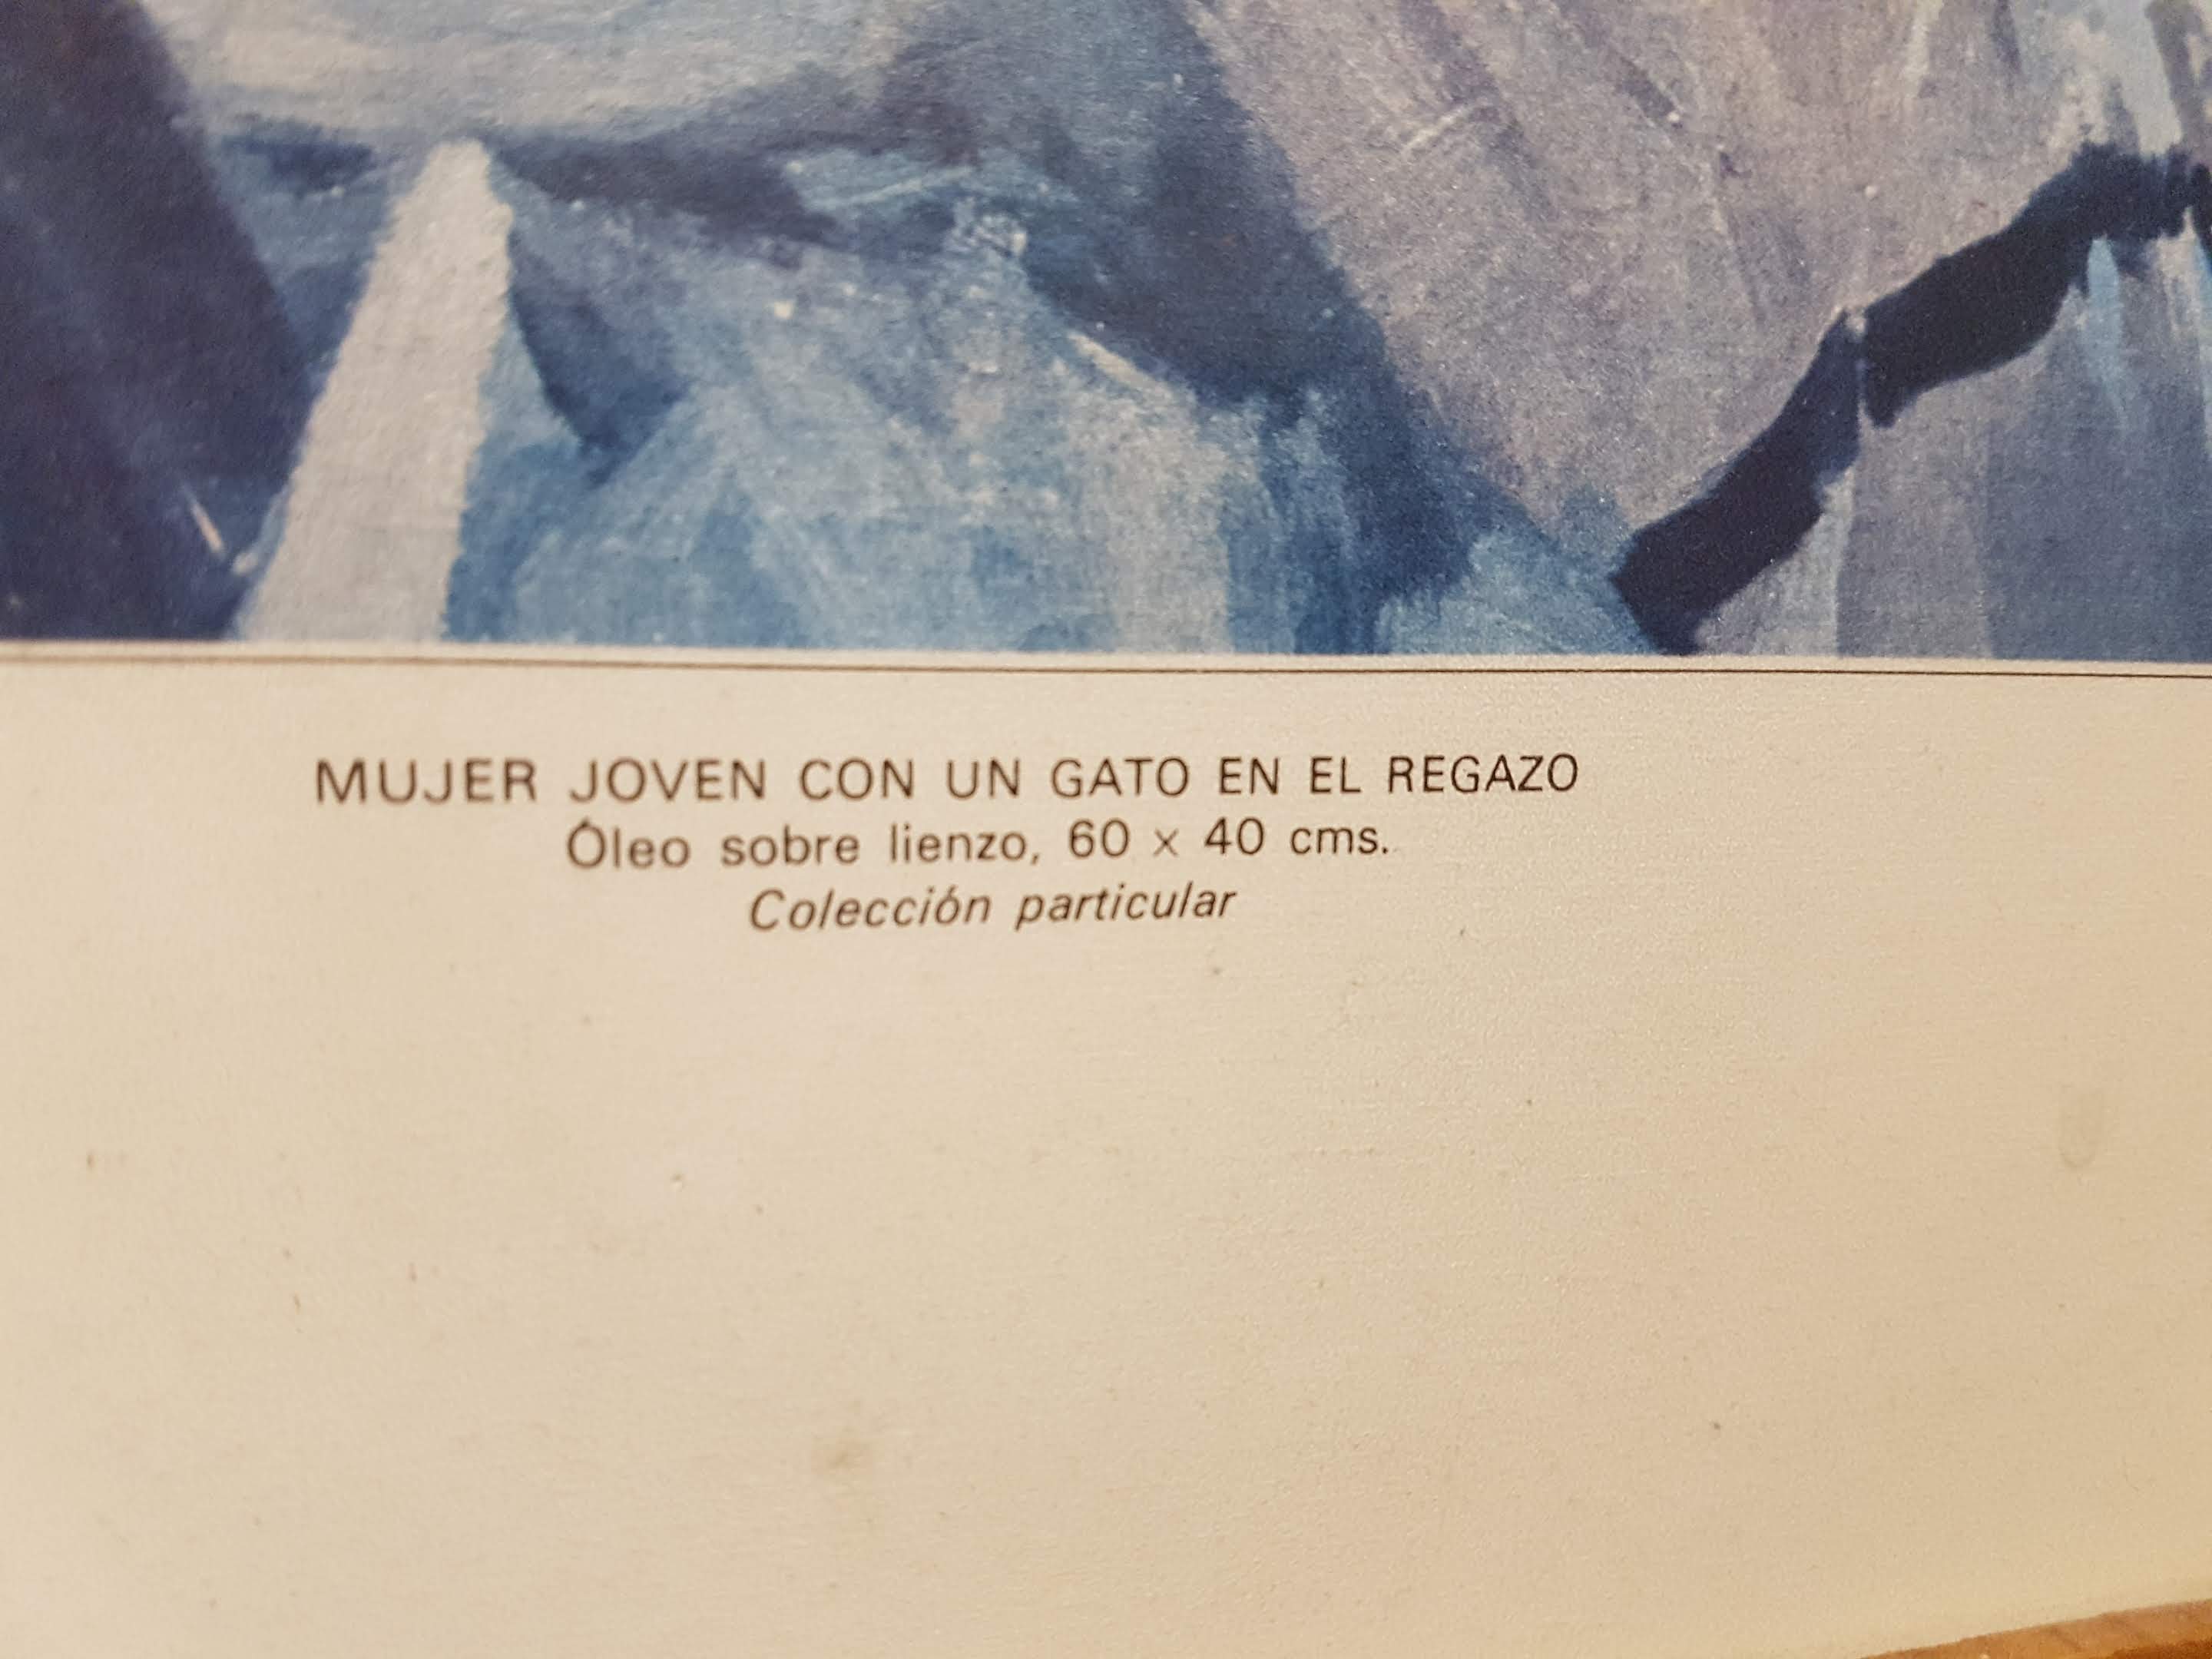 MUJER JOVEN CON UN GATO EN EL REGAZO
Óleo sobre lienzo, 60 × 40 cms.
Colección particular